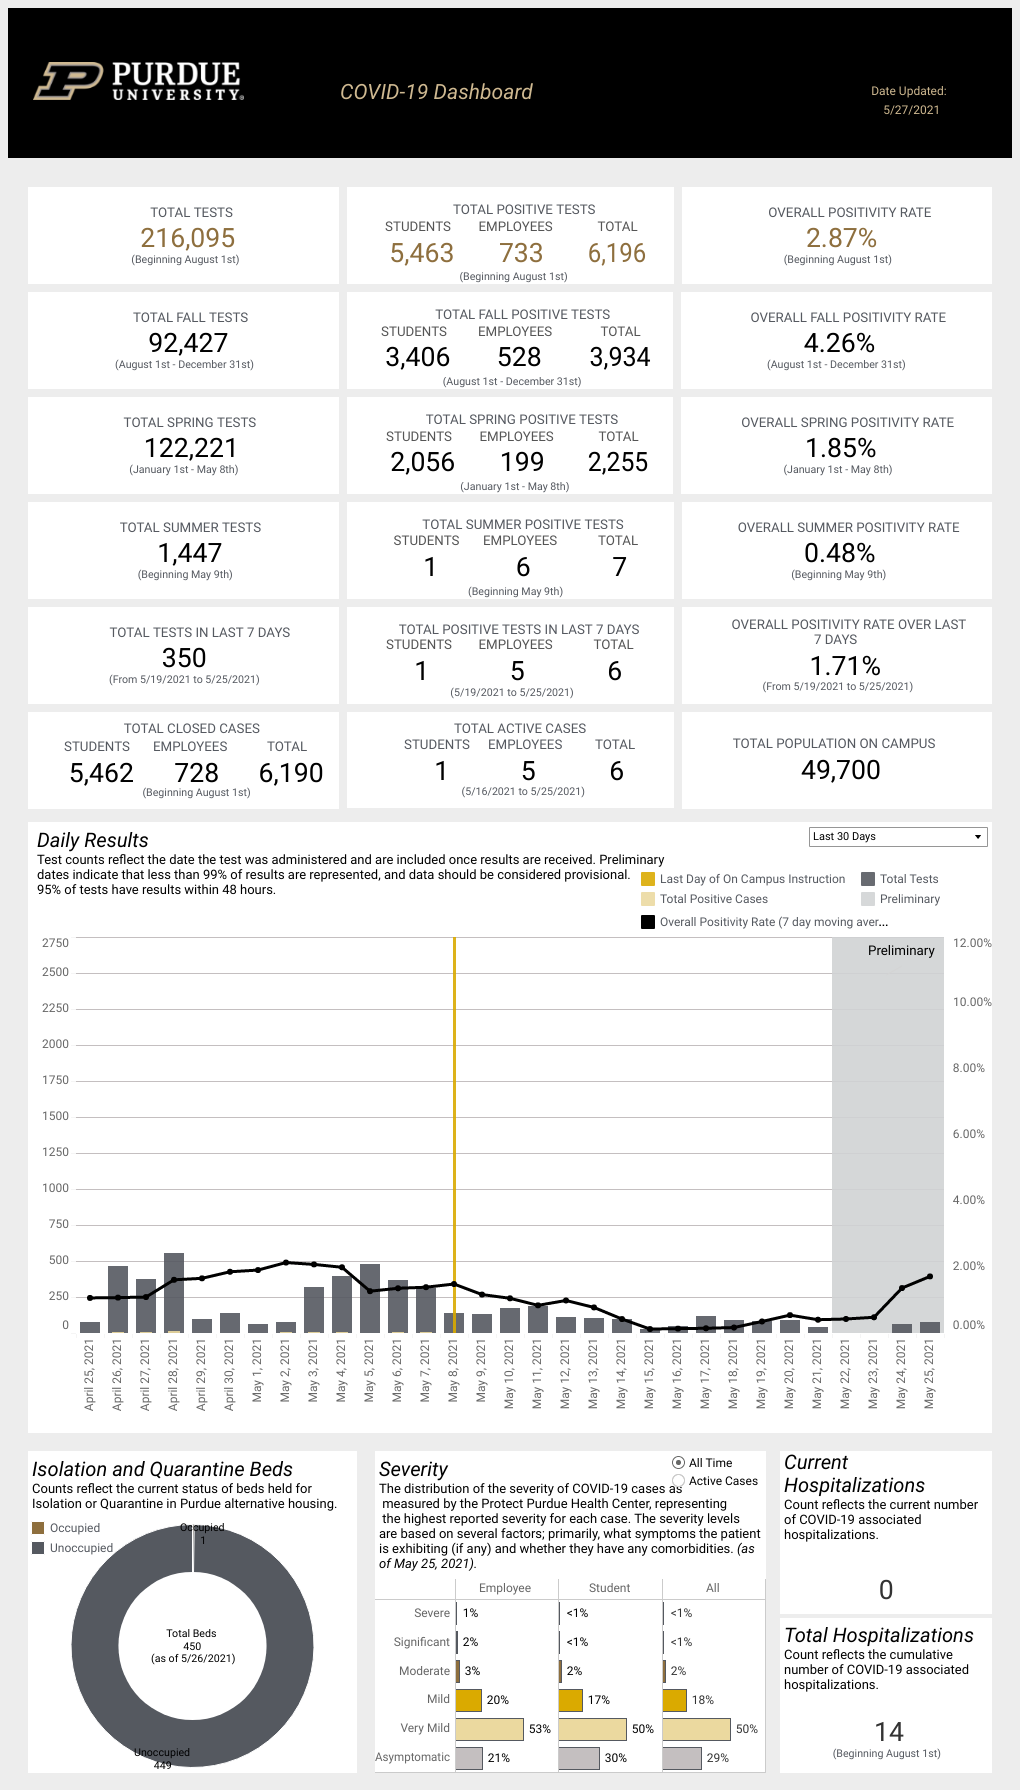 PURDUE
UNIVERSITY®
COVID-19 Dashboard
Date Updated:
5/27/2021
TOTAL TESTS
216,095
(Beginning August 1st)
TOTAL POSITIVE TESTS
STUDENTS EMPLOYEES TOTAL
5,463 733 6,196
(Beginning August 1st)
OVERALL POSITIVITY RATE
2.87%
(Beginning August 1st)
TOTAL FALL TESTS
92,427
(August 1st - December 31st)
TOTAL FALL POSITIVE TESTS
STUDENTS EMPLOYEES TOTAL
3,406 528 3,934
(August 1st - December 31st)
OVERALL FALL POSITIVITY RATE
4.26%
(August 1st - December 31st)
TOTAL SPRING TESTS
122,221
(January 1st - May 8th)
TOTAL SPRING POSITIVE TESTS
STUDENTS EMPLOYEES TOTAL
2,056 199 2,255
(January 1st - May 8th)
OVERALL SPRING POSITIVITY RATE
1.85%
(January 1st - May 8th)
TOTAL SUMMER TESTS
1,447
(Beginning May 9th)
TOTAL SUMMER POSITIVE TESTS
STUDENTS EMPLOYEES TOTAL
1 6 7
(Beginning May 9th)
OVERALL SUMMER POSITIVITY RATE
0.48%
(Beginning May 9th)
TOTAL TESTS IN LAST 7 DAYS
350
(From 5/19/2021 to 5/25/2021)
TOTAL POSITIVE TESTS IN LAST 7 DAYS
STUDENTS EMPLOYEES TOTAL
1 5 6
(5/19/2021 to 5/25/2021)
OVERALL POSITIVITY RATE OVER LAST
7 DAYS
1.71%
(From 5/19/2021 to 5/25/2021)
TOTAL CLOSED CASES
STUDENTS EMPLOYEES TOTAL
5,462 728 6,190
(Beginning August 1st)
TOTAL ACTIVE CASES
STUDENTS EMPLOYEES TOTAL
1 5 6
(5/16/2021 to 5/25/2021)
TOTAL POPULATION ON CAMPUS
49,700
Daily Results
Last 30 Days
Test counts reflect the date the test was administered and are included once results are received. Preliminary
dates indicate that less than 99% of results are represented, and data should be considered provisional.
95% of tests have results within 48 hours.
Last Day of On Campus Instruction
Total Tests
Total Positive Cases
Preliminary
Overall Positivity Rate (7 day moving aver...
Preliminary
2750
2500
2250
2000
1750
1500
1250
1000
750
500
250
0
12.00%
10.00%
8.00%
6.00%
4.00%
2.00%
0.00%
April 25, 2021
April 26, 2021
April 27, 2021
April 28, 2021
April 29, 2021
April 30, 2021
May 1, 2021
May 2, 2021
May 3, 2021
May 4, 2021
May 5, 2021
May 6, 2021
May 7, 2021
May 8, 2021
May 9, 2021
May 10, 2021
May 11, 2021
May 12, 2021
May 13, 2021
May 14, 2021
May 15, 2021
May 16, 2021
May 17, 2021
May 18, 2021
May 19, 2021
May 20, 2021
May 21, 2021
May 22, 2021
May 23, 2021
May 24, 2021
May 25, 2021
Isolation and Quarantine Beds
Counts reflect the current status of beds held for
Isolation or Quarantine in Purdue alternative housing.
Occupied
Unoccupied
Occupied
1
Total Beds
450
(as of 5/26/2021)
Unoccupied
449
Severity
All Time
Active Cases
The distribution of the severity of COVID-19 cases as
measured by the Protect Purdue Health Center, representing
the highest reported severity for each case. The severity levels
are based on several factors; primarily, what symptoms the patient
is exhibiting (if any) and whether they have any comorbidities. (as
of May 25, 2021).
Employee Student All
Severe 1% <1% <1%
Significant 2% <1% <1%
Moderate 3% 2% 2%
Mild 20% 17% 18%
Very Mild 53% 50% 50%
Asymptomatic 21% 30% 29%
Current
Hospitalizations
Count reflects the current number
of COVID-19 associated
hospitalizations.
0
Total Hospitalizations
Count reflects the cumulative
number of COVID-19 associated
hospitalizations.
14
(Beginning August 1st)